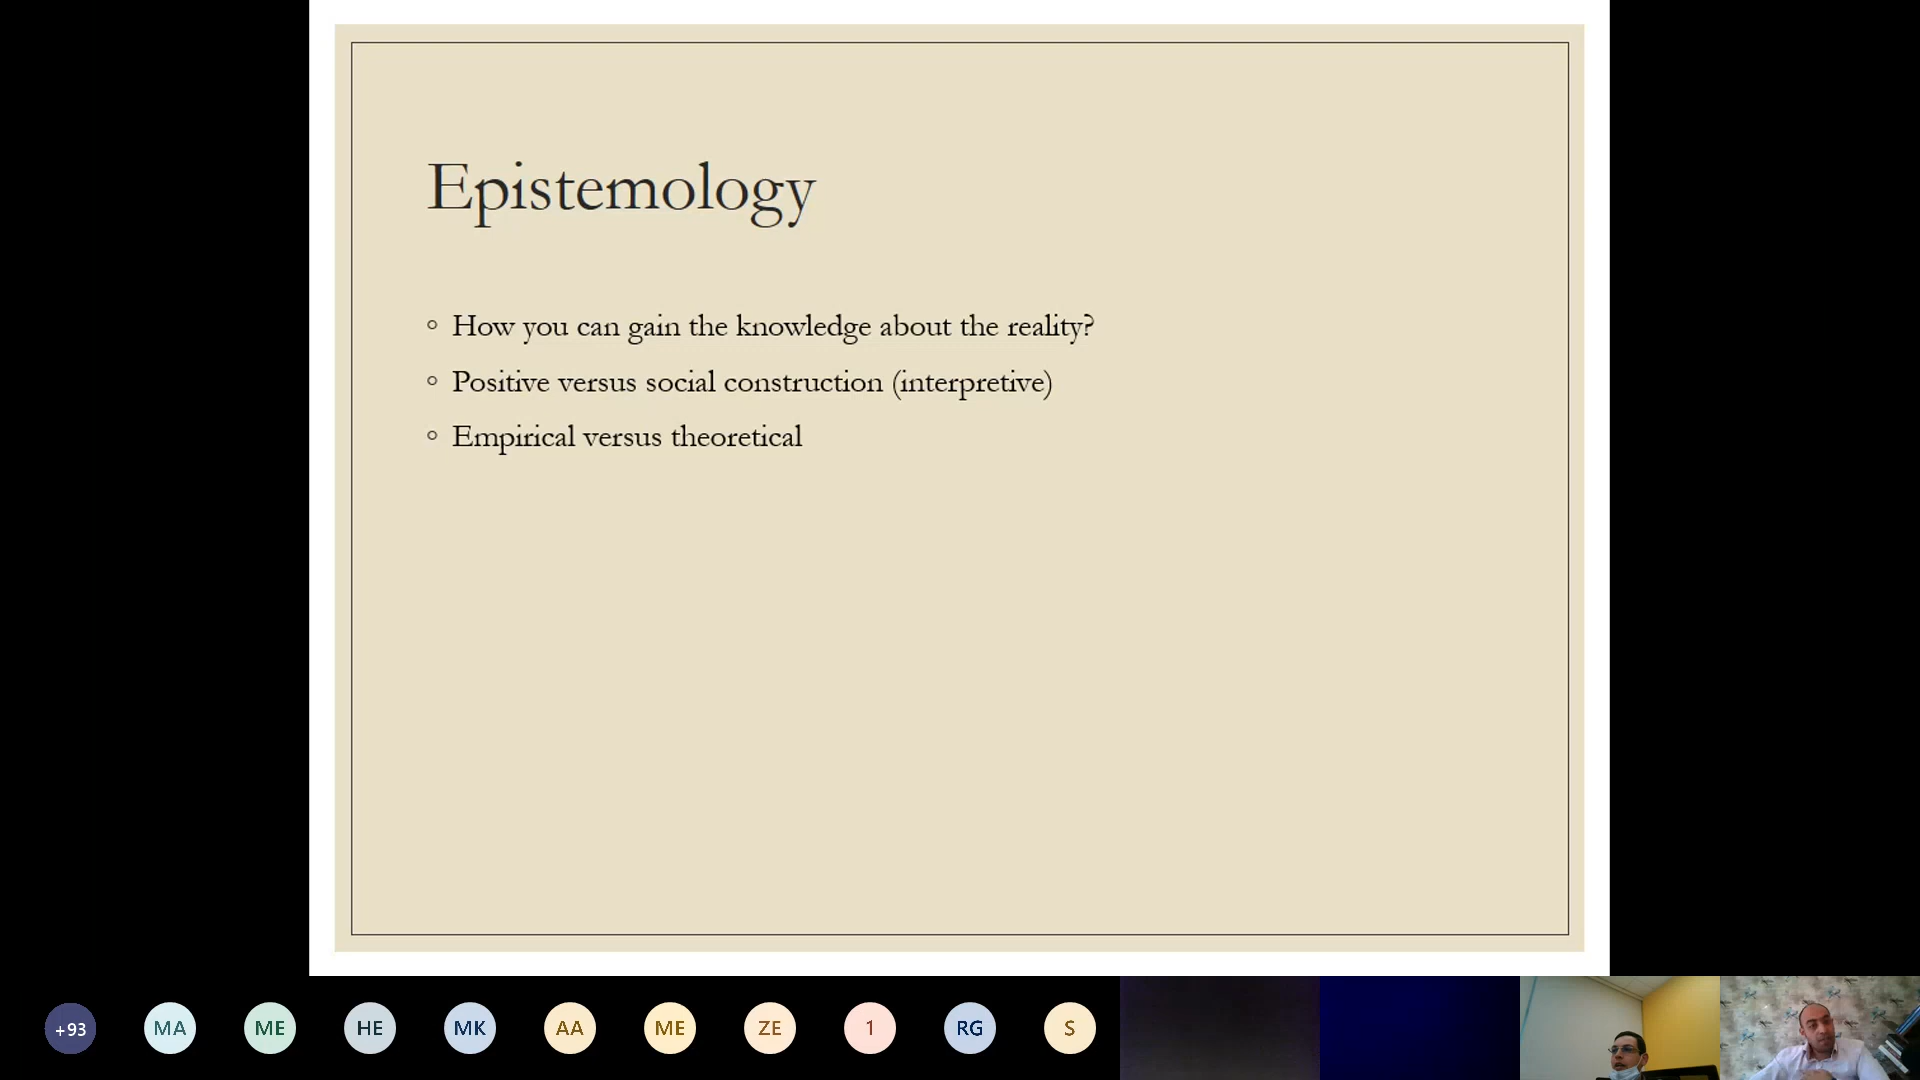 Epistemology
How you can gain the knowledge about the reality?
Positive versus social construction (interpretive)
Empirical versus theoretical
+93
MA
ME
HE
MK
AA
ME
ZE
1
RG
S